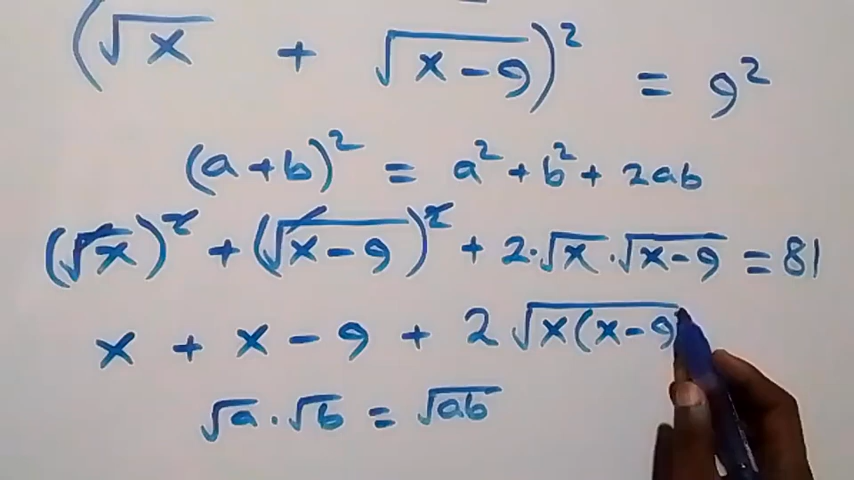 (√x + √x-9)² = 9²
(a+b)² = a²+b²+2ab
(√x)² + (√x-9)² + 2·√x·√x-9 = 81
x + x - 9 + 2√x(x-9
√a·√b = √ab